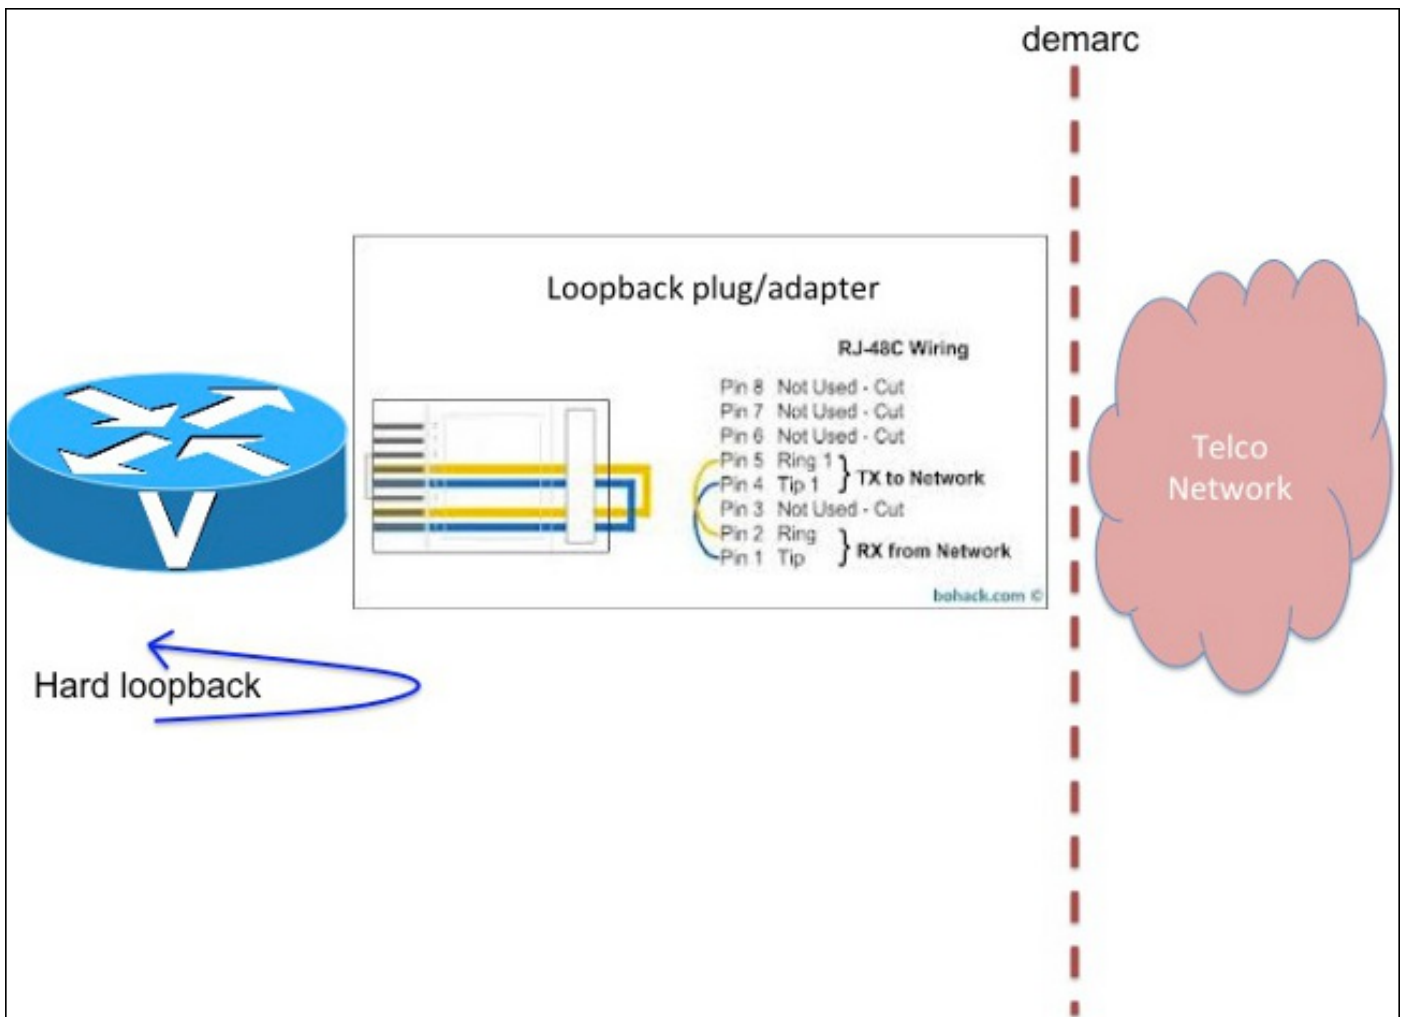 demarc
Loopback plug/adapter
RJ-48C Wiring
Pin 8 Not Used - Cut
Pin 7 Not Used - Cut
Pin 6 Not Used - Cut
Pin 5 Ring 1
Pin 4 Tip 1
} TX to Network
Pin 3 Not Used - Cut
Pin 2 Ring
Pin 1 Tip
} RX from Network
bohack.com ©
V
Telco
Network
Hard loopback